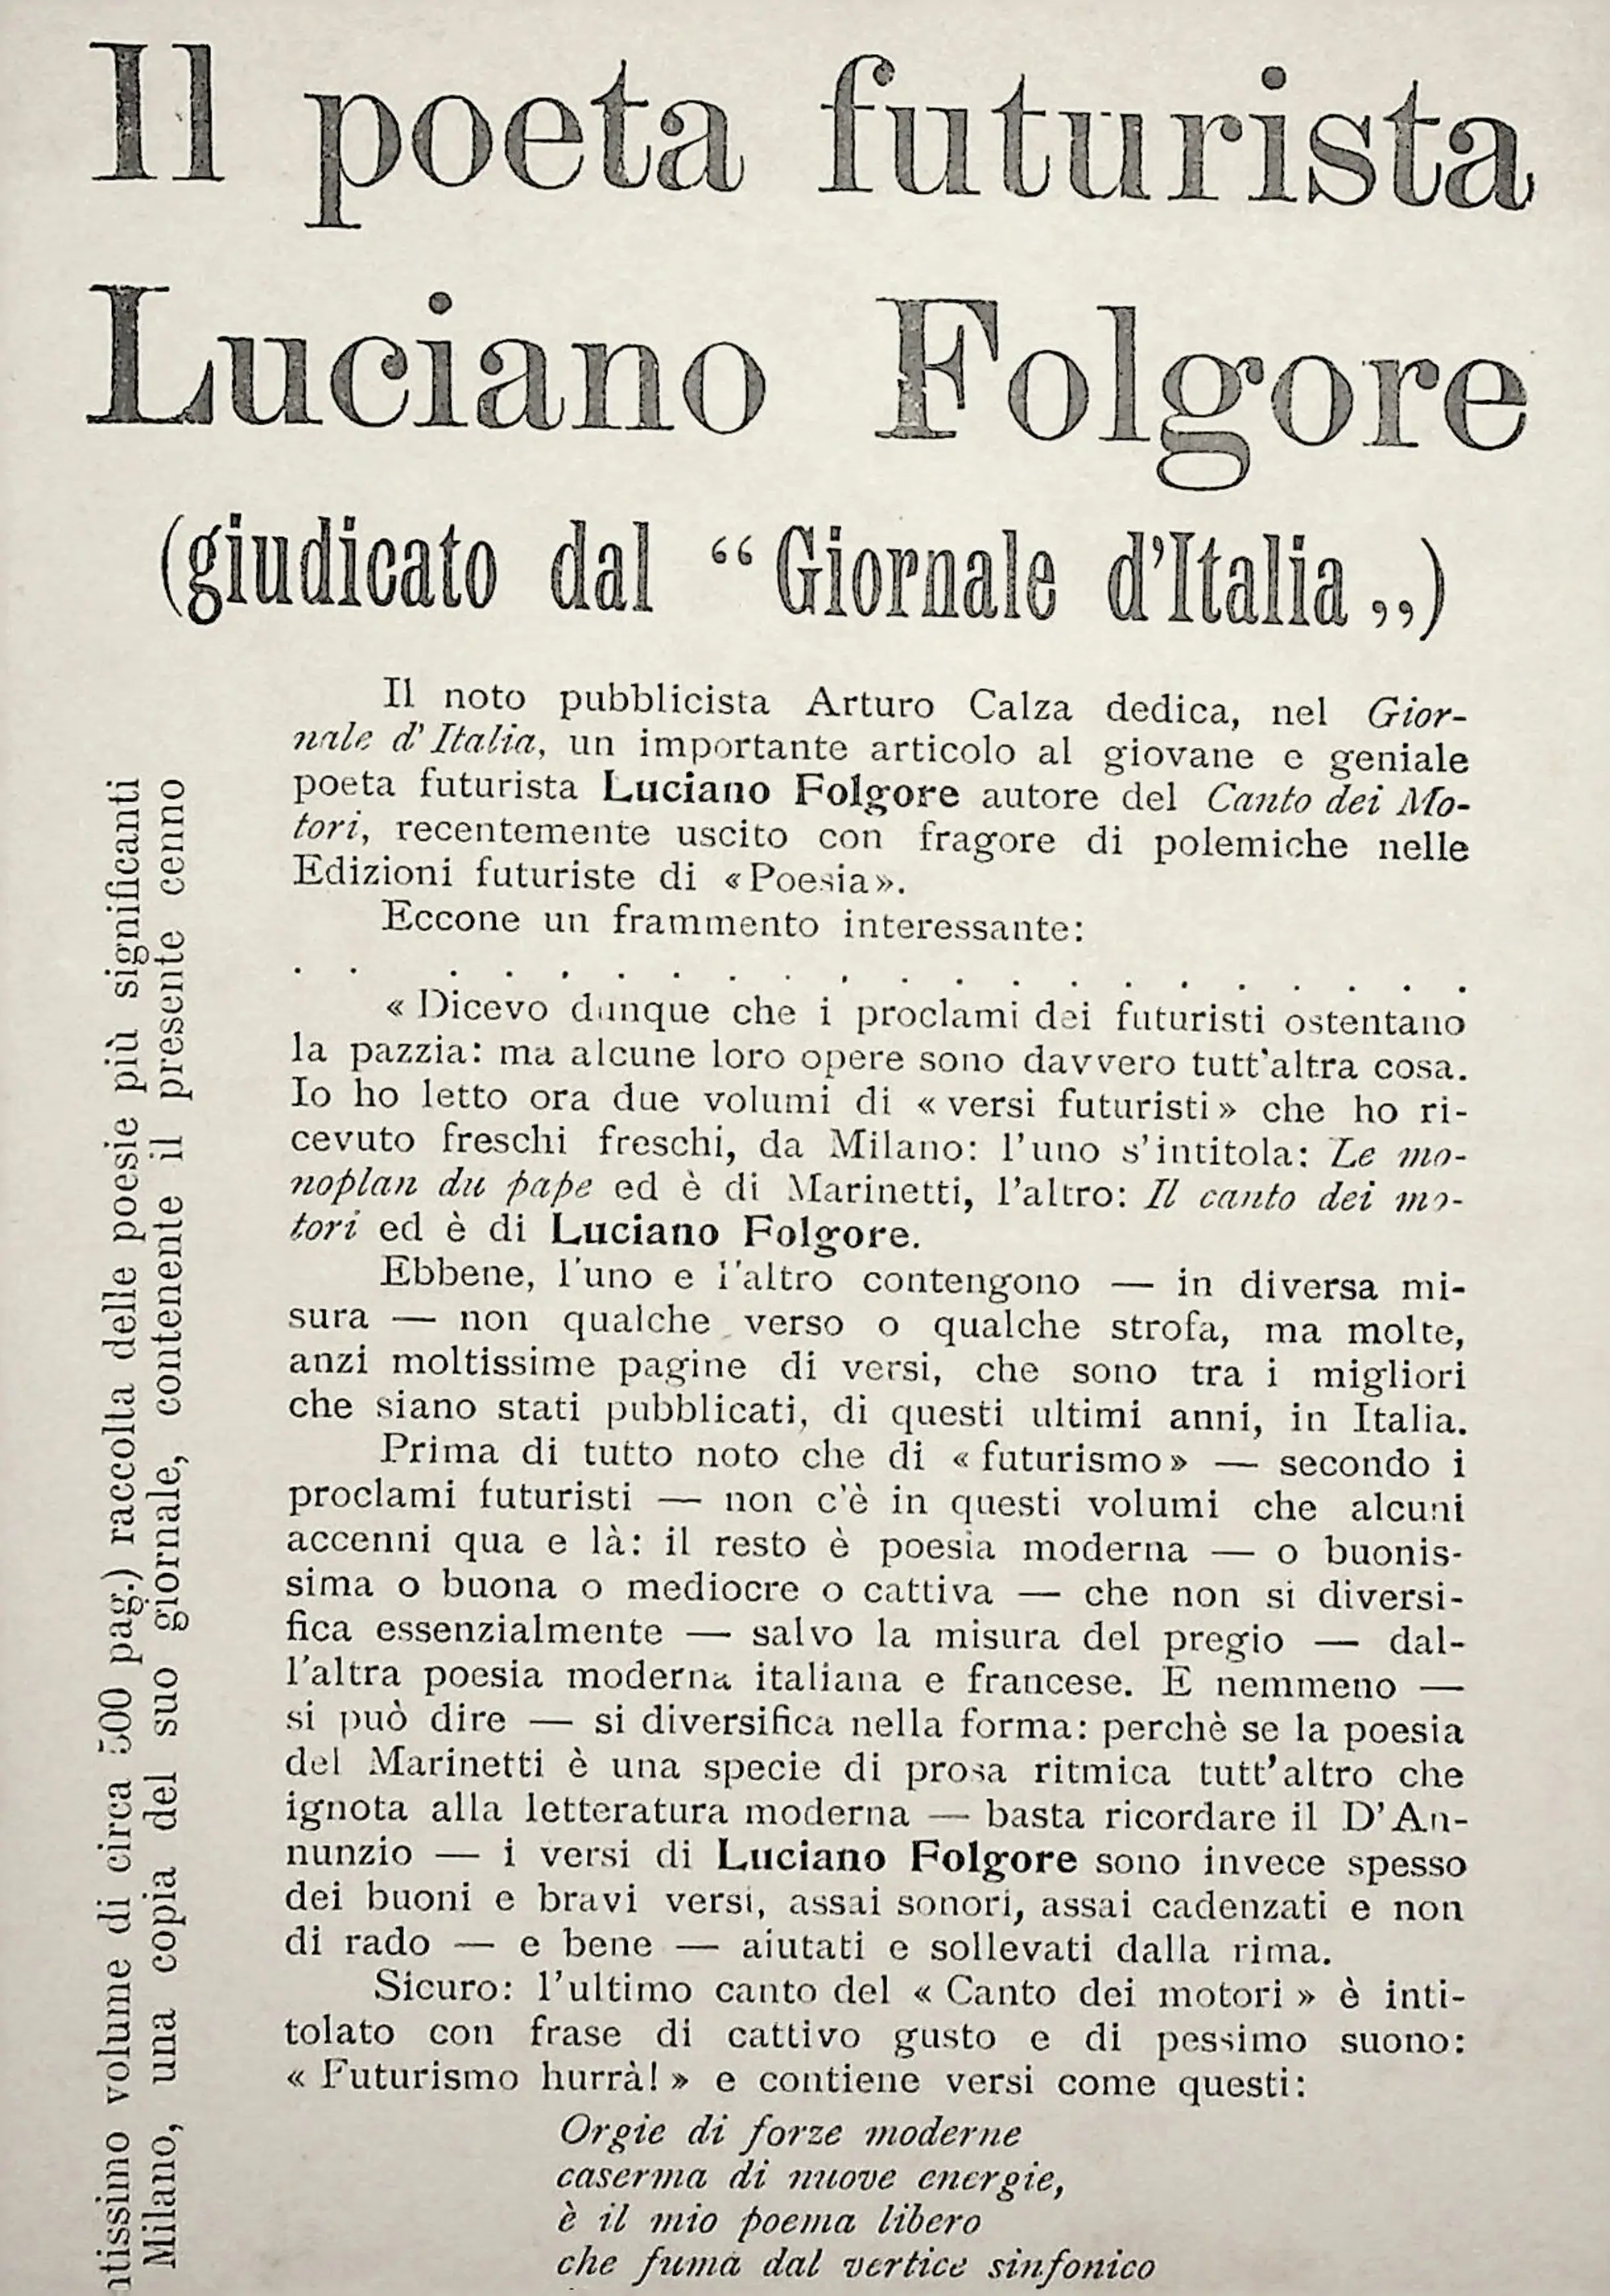 Il poeta futurista
Luciano Folgore
(giudicato dal “Giornale d'Italia„)
Il noto pubblicista Arturo Calza dedica, nel Gior-
nale d'Italia, un importante articolo al giovane e geniale
poeta futurista Luciano Folgore autore del Canto dei Mo-
tori, recentemente uscito con fragore di polemiche nelle
Edizioni futuriste di «Poesia».
Eccone un frammento interessante:
. . . . . . . . . . . . . . . . . . . . .
«Dicevo dunque che i proclami dei futuristi ostentano
la pazzia: ma alcune loro opere sono davvero tutt'altra cosa.
Io ho letto ora due volumi di «versi futuristi» che ho ri-
cevuto freschi freschi, da Milano: l'uno s'intitola: Le mo-
noplan du pape ed è di Marinetti, l'altro: Il canto dei mo-
tori ed è di Luciano Folgore.
Ebbene, l'uno e l'altro contengono — in diversa mi-
sura — non qualche verso o qualche strofa, ma molte,
anzi moltissime pagine di versi, che sono tra i migliori
che siano stati pubblicati, di questi ultimi anni, in Italia.
Prima di tutto noto che di «futurismo» — secondo i
proclami futuristi — non c'è in questi volumi che alcuni
accenni qua e là: il resto è poesia moderna — o buonis-
sima o buona o mediocre o cattiva — che non si diversi-
fica essenzialmente — salvo la misura del pregio — dal-
l'altra poesia moderna italiana e francese. E nemmeno —
si può dire — si diversifica nella forma: perchè se la poesia
del Marinetti è una specie di prosa ritmica tutt'altro che
ignota alla letteratura moderna — basta ricordare il D'An-
nunzio — i versi di Luciano Folgore sono invece spesso
dei buoni e bravi versi, assai sonori, assai cadenzati e non
di rado — e bene — aiutati e sollevati dalla rima.
Sicuro: l'ultimo canto del «Canto dei motori» è inti-
tolato con frase di cattivo gusto e di pessimo suono:
«Futurismo hurrà!» e contiene versi come questi:
Orgie di forze moderne
caserma di nuove energie,
è il mio poema libero
che fuma dal vertice sinfonico
volume di circa 500 pag.) raccolta delle poesie più significanti
Milano, una copia del suo giornale, contenente il presente cenno